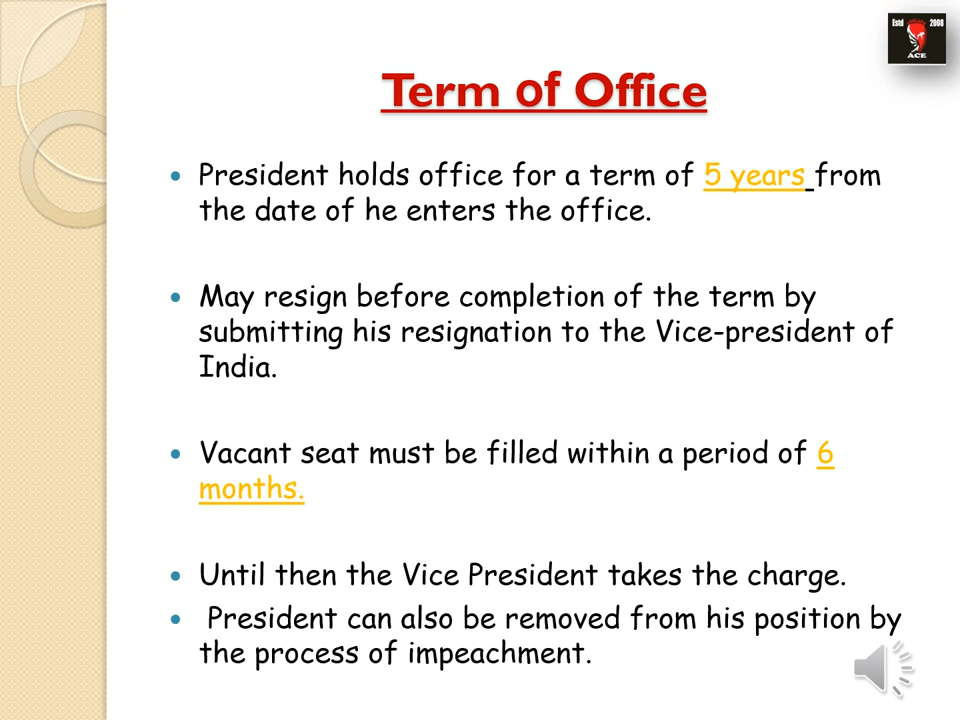 Estd 2008
ACE
Term of Office
• President holds office for a term of 5 years from
the date of he enters the office.
• May resign before completion of the term by
submitting his resignation to the Vice-president of
India.
• Vacant seat must be filled within a period of 6
months.
• Until then the Vice President takes the charge.
• President can also be removed from his position by
the process of impeachment.